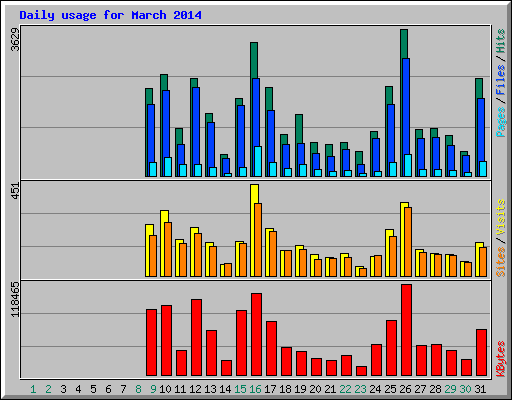 Daily usage for March 2014
3629
Pages / Files / Hits
451
Sites / Visits
118465
KBytes
1 2 3 4 5 6 7 8 9 10 11 12 13 14 15 16 17 18 19 20 21 22 23 24 25 26 27 28 29 30 31